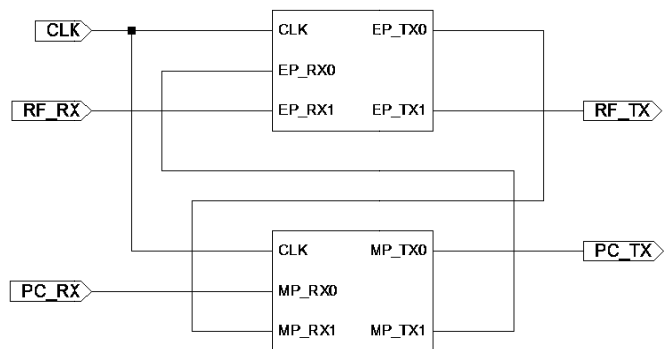 CLK
CLK EP_TX0
EP_RX0
RF_RX
EP_RX1 EP_TX1
RF_TX
CLK MP_TX0
PC_TX
PC_RX
MP_RX0
MP_RX1 MP_TX1